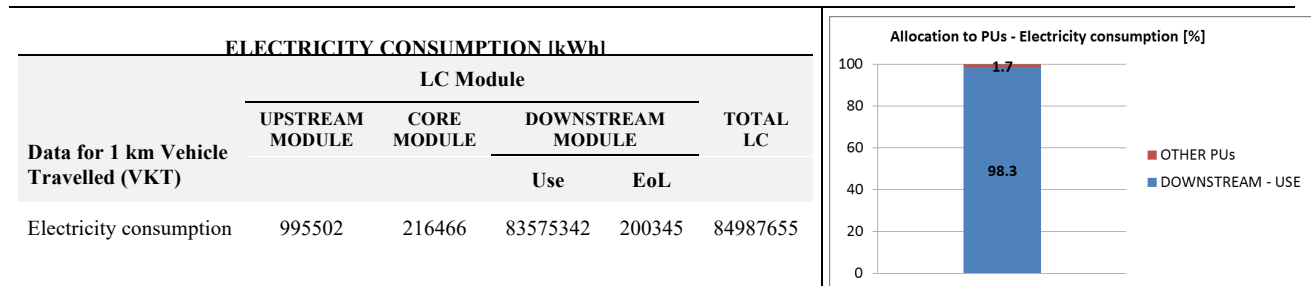 ELECTRICITY CONSUMPTION [kWh]
LC Module
Data for 1 km Vehicle
Travelled (VKT)
UPSTREAM
MODULE
CORE
MODULE
DOWNSTREAM
MODULE
TOTAL
LC
Use EoL
Electricity consumption 995502 216466 83575342 200345 84987655
Allocation to PUs - Electricity consumption [%]
100
80
60
40
20
0
1.7
98.3
OTHER PUs
DOWNSTREAM - USE